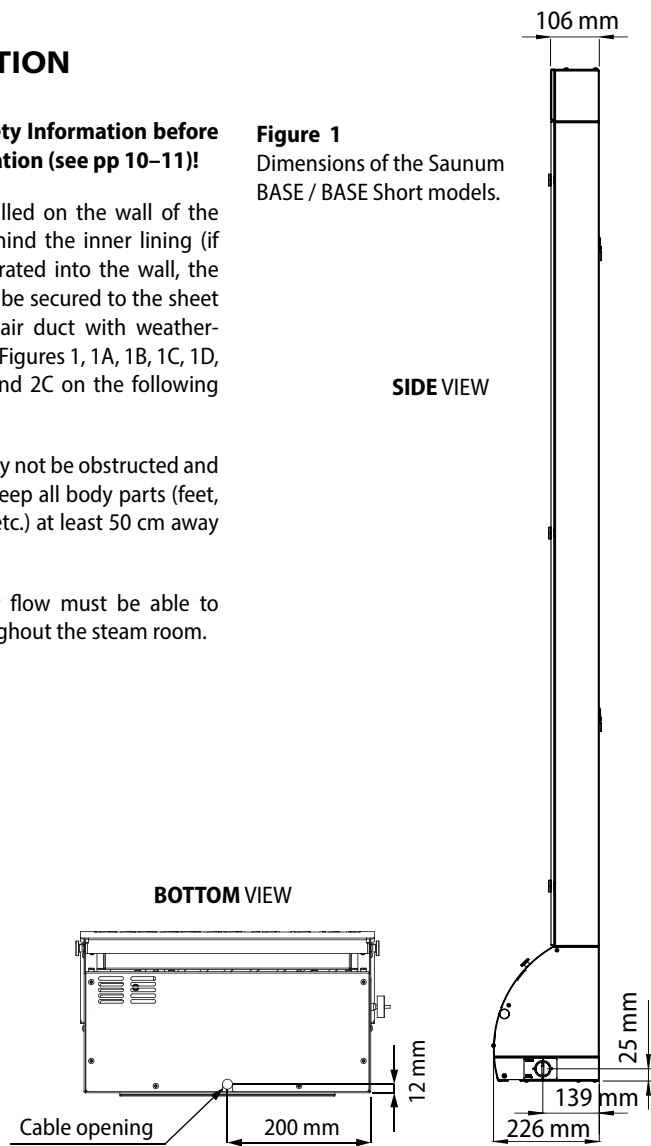 TION
ety Information before
ation (see pp 10–11)!
lled on the wall of the
hind the inner lining (if
rated into the wall, the
be secured to the sheet
air duct with weather-
Figures 1, 1A, 1B, 1C, 1D,
nd 2C on the following
y not be obstructed and
eep all body parts (feet,
etc.) at least 50 cm away
flow must be able to
ghout the steam room.
Figure 1
Dimensions of the Saunum
BASE / BASE Short models.
106 mm
SIDE VIEW
BOTTOM VIEW
12 mm
Cable opening
200 mm
25 mm
139 mm
226 mm